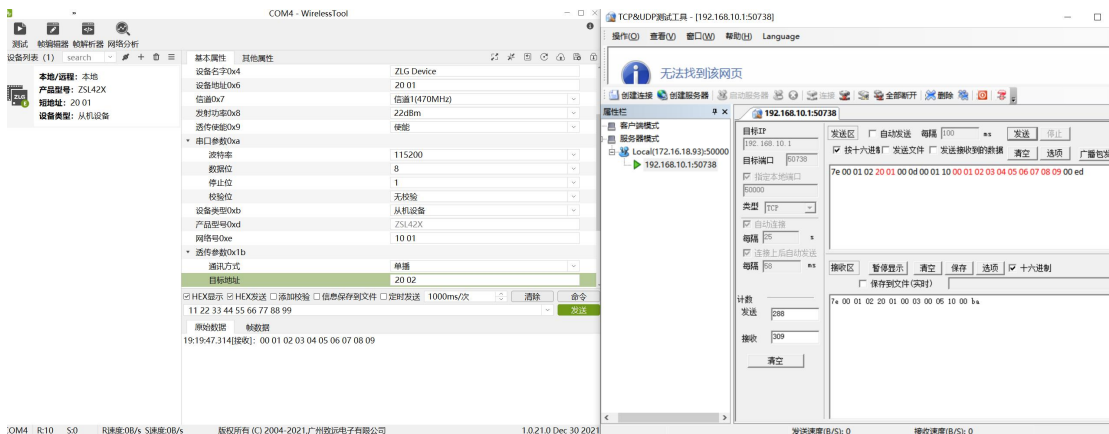 COM4 - WirelessTool
测试 帧编辑器 帧解析器 网络分析
设备列表 (1) search
本地/远程: 本地
产品型号: ZSL42X
短地址: 20 01
设备类型: 从机设备
ZLG
基本属性 其他属性
设备名字0x4 ZLG Device
设备地址0x6 20 01
信道0x7 信道1(470MHz)
发射功率0x8 22dBm
透传使能0x9 使能
串口参数0xa
波特率 115200
数据位 8
停止位 1
校验位 无校验
设备类型0xb 从机设备
产品型号0xd ZSL42X
网络号0xe 10 01
透传参数0x1b
通讯方式 单播
目标地址 20 02
HEX显示 HEX发送 添加校验 信息保存到文件 定时发送 1000ms/次 清除 命令
11 22 33 44 55 66 77 88 99 发送
原始数据 帧数据
19:19:47.314[接收]: 00 01 02 03 04 05 06 07 08 09
COM4 R:10 S:0 R速度:0B/s S速度:0B/s 版权所有 (C) 2004-2021,广州致远电子有限公司 1.0.21.0 Dec 30 2021
TCP&UDP测试工具 - [192.168.10.1:50738]
操作(O) 查看(V) 窗口(W) 帮助(H) Language
无法找到该网页
创建连接 创建服务器 启动服务器 连接 全部断开 删除
属性栏
客户端模式
服务器模式
Local(172.16.18.93):50000
192.168.10.1:50738
192.168.10.1:50738
目标IP
192.168.10.1
目标端口 50738
指定本地端口
50000
类型 TCP
自动连接
每隔 25 s
连接上后自动发送
每隔 68 ms
计数
发送 288
接收 309
清空
发送区 自动发送 每隔 100 ms 发送 停止
按十六进制 发送文件 发送接收到的数据 清空 选项 广播包发
7e 00 01 02 20 01 00 0d 00 01 10 00 01 02 03 04 05 06 07 08 09 00 ed
接收区 暂停显示 清空 保存 选项 十六进制
保存到文件(实时)
7e 00 01 02 20 01 00 03 00 05 10 00 ba
发送速度(B/S): 0 接收速度(B/S): 0